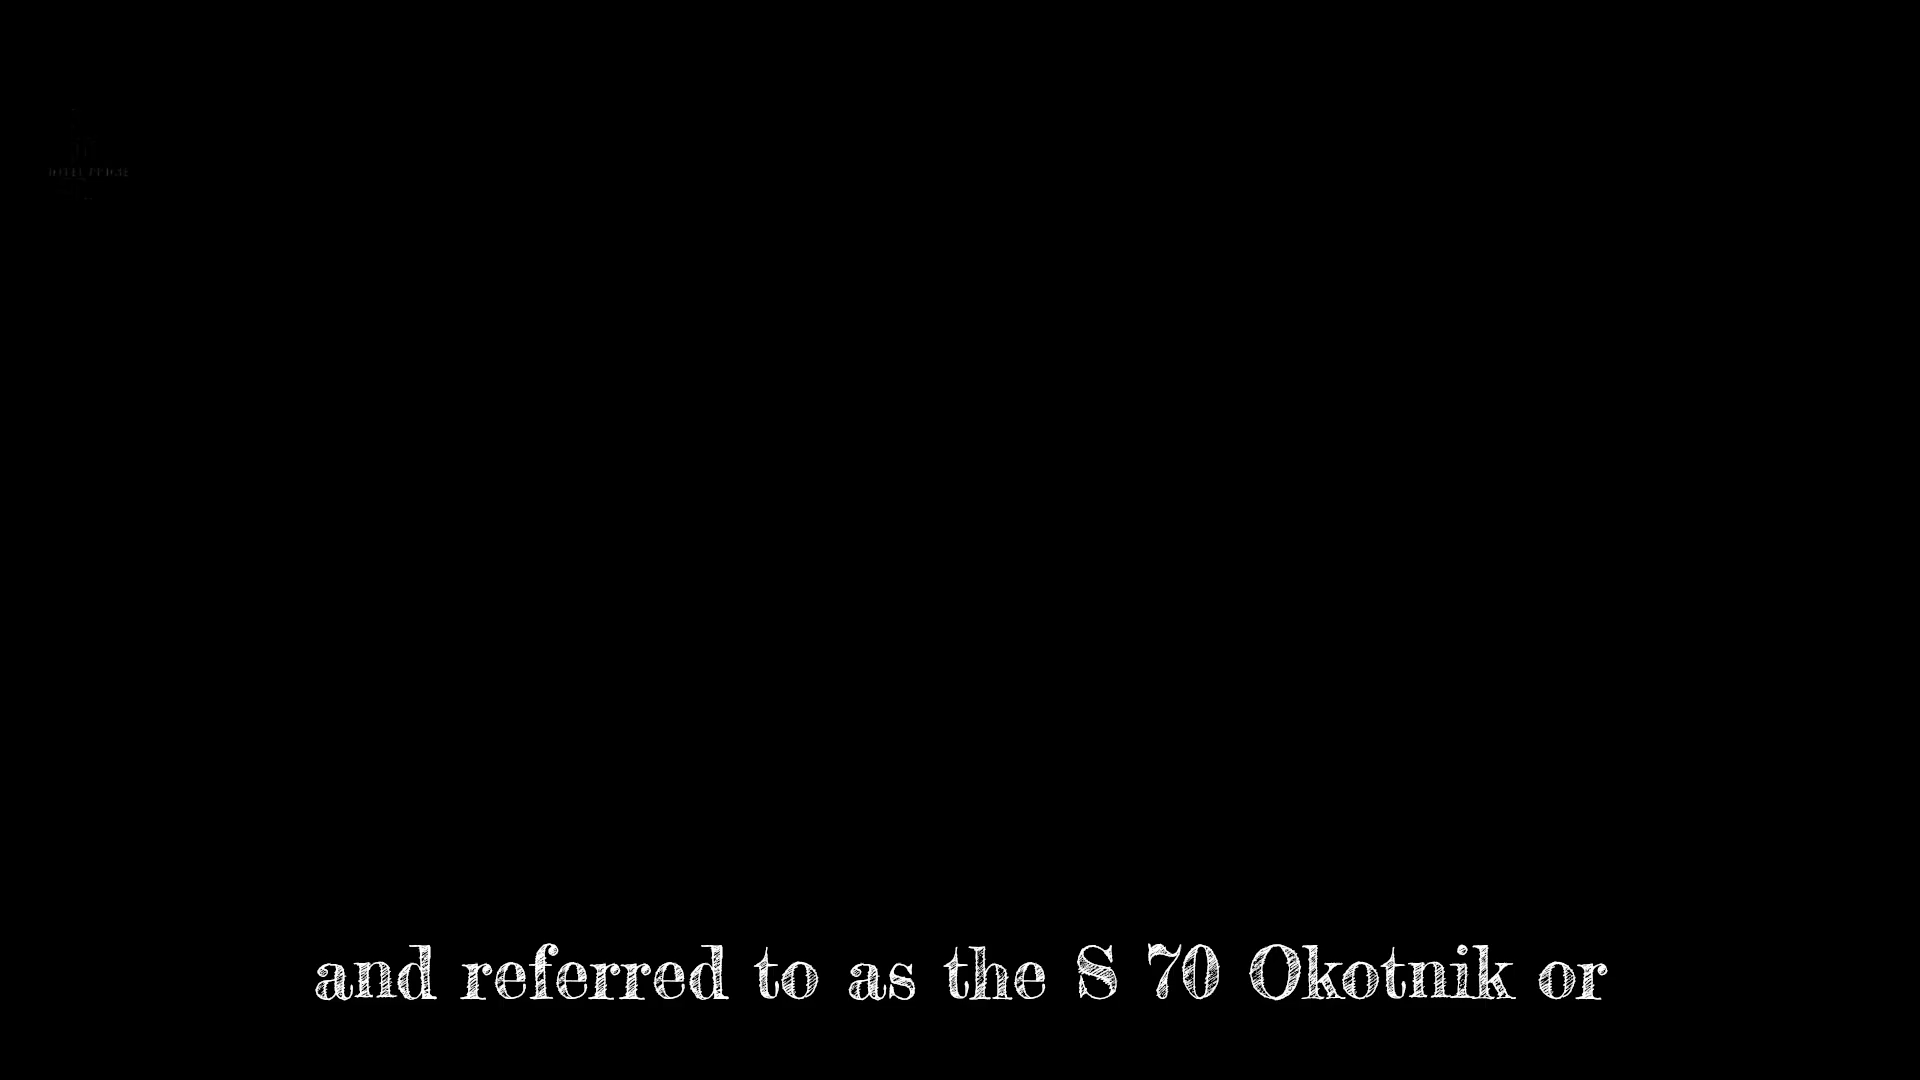 and referred to as the S 70 Okotnik or